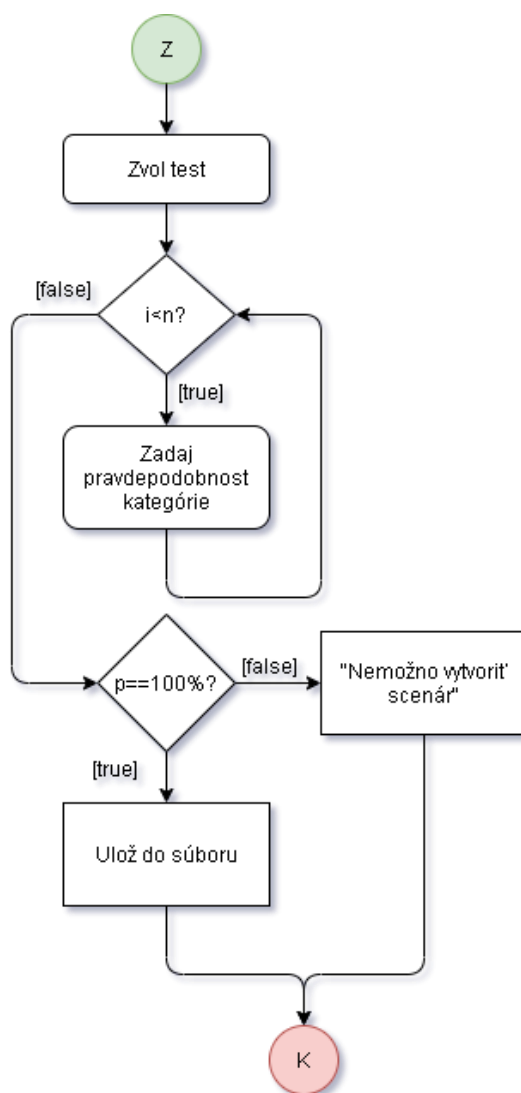 Z
Zvol test
[false]
i<n?
[true]
Zadaj
pravdepodobnost
kategórie
p==100%?
[false]
"Nemožno vytvoriť
scenár"
[true]
Ulož do súboru
K